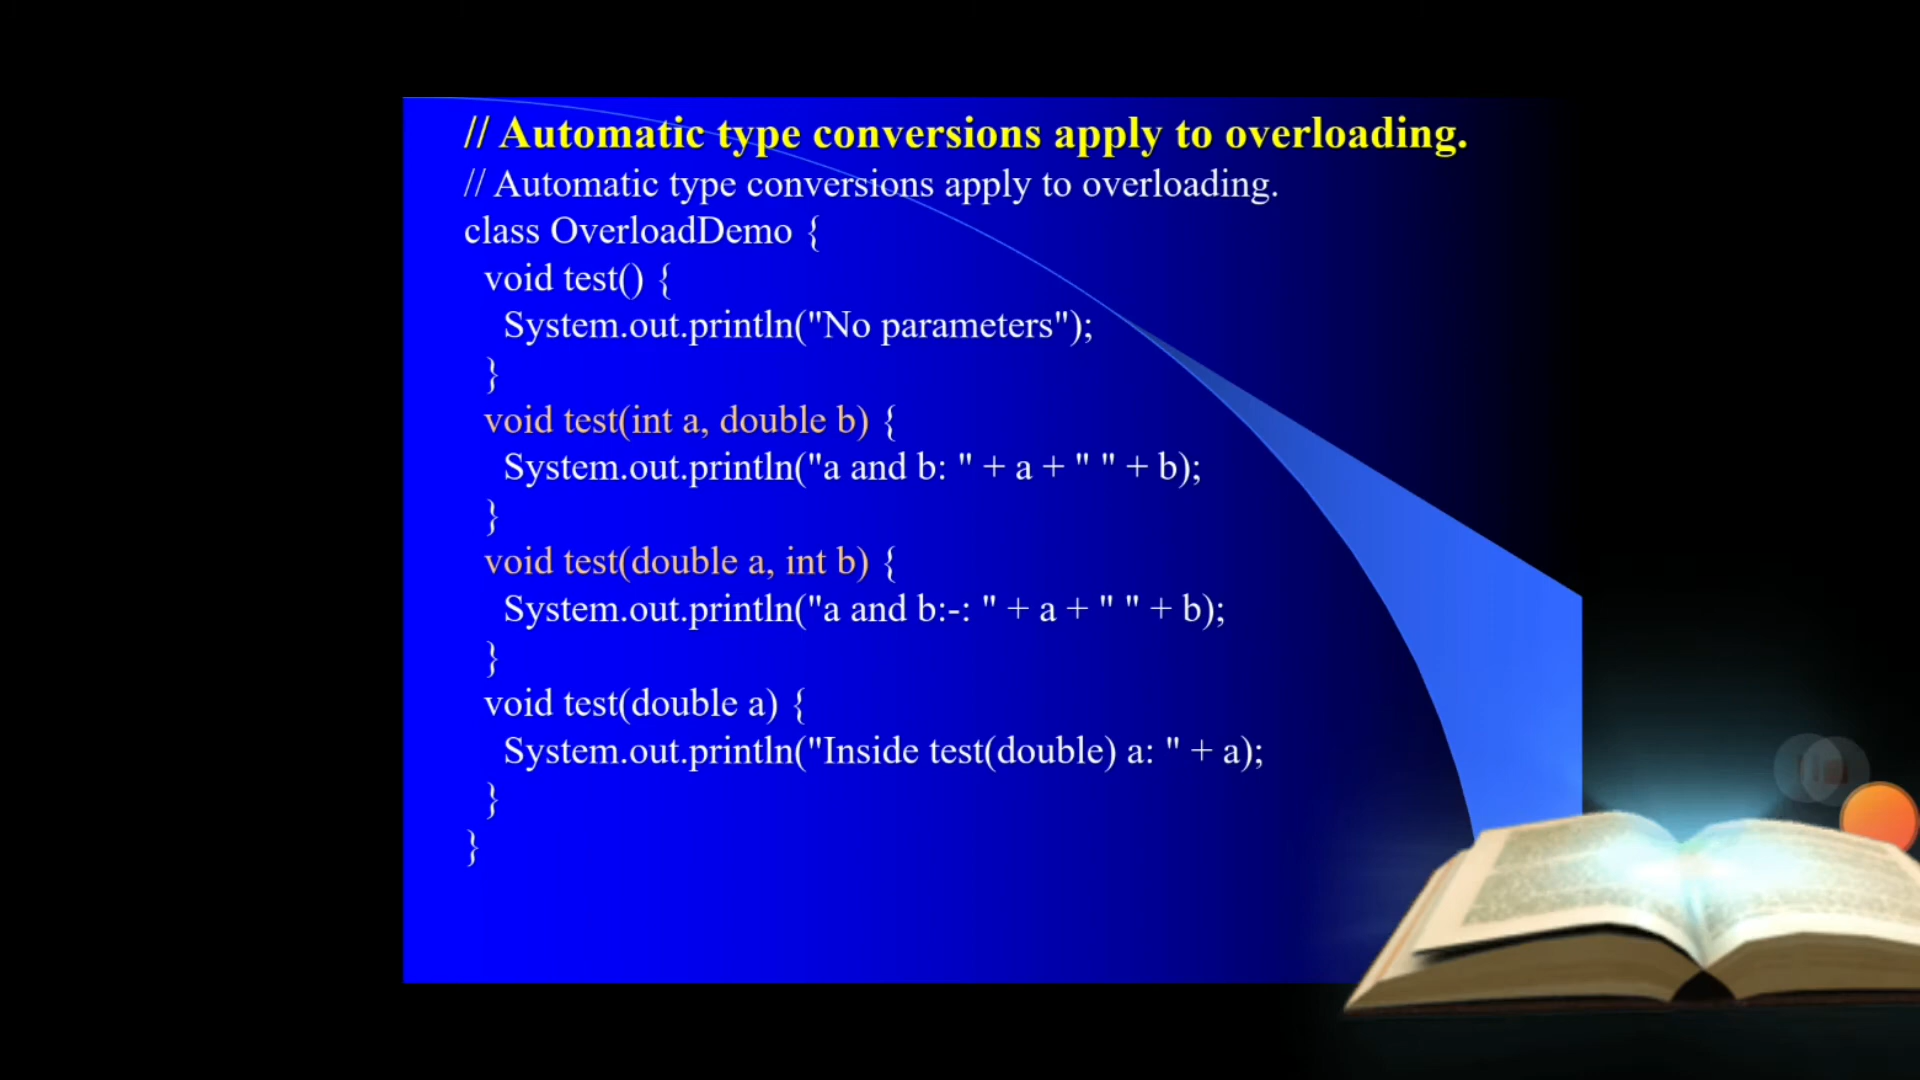 // Automatic type conversions apply to overloading.
// Automatic type conversions apply to overloading.
class OverloadDemo {
void test() {
System.out.println("No parameters");
}
void test(int a, double b) {
System.out.println("a and b: " + a + " " + b);
}
void test(double a, int b) {
System.out.println("a and b:-: " + a + " " + b);
}
void test(double a) {
System.out.println("Inside test(double) a: " + a);
}
}